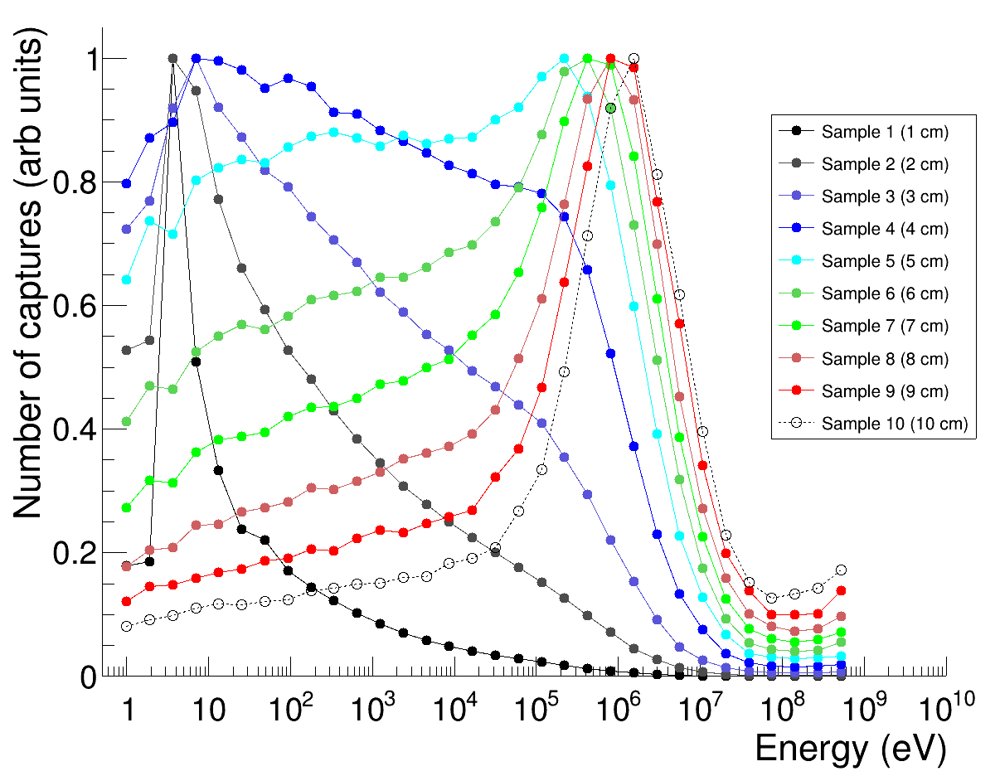 Number of captures (arb units)
1
0.8
0.6
0.4
0.2
0
1 10 10² 10³ 10⁴ 10⁵ 10⁶ 10⁷ 10⁸ 10⁹ 10¹⁰
Energy (eV)
Sample 1 (1 cm)
Sample 2 (2 cm)
Sample 3 (3 cm)
Sample 4 (4 cm)
Sample 5 (5 cm)
Sample 6 (6 cm)
Sample 7 (7 cm)
Sample 8 (8 cm)
Sample 9 (9 cm)
Sample 10 (10 cm)